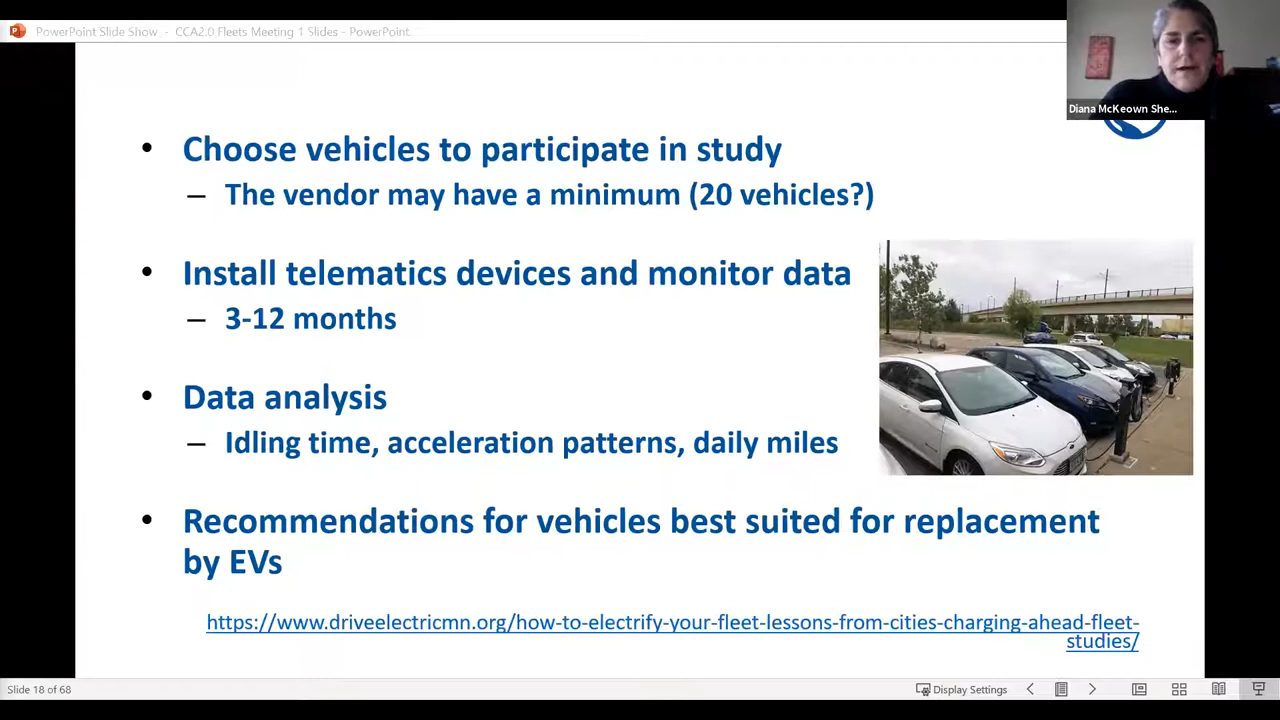 PowerPoint Slide Show - CCA2.0 Fleets Meeting 1 Slides - PowerPoint
Diana McKeown She...
• Choose vehicles to participate in study
– The vendor may have a minimum (20 vehicles?)
• Install telematics devices and monitor data
– 3-12 months
• Data analysis
– Idling time, acceleration patterns, daily miles
• Recommendations for vehicles best suited for replacement
by EVs
https://www.driveelectricmn.org/how-to-electrify-your-fleet-lessons-from-cities-charging-ahead-fleet-
studies/
Slide 18 of 68
Display Settings